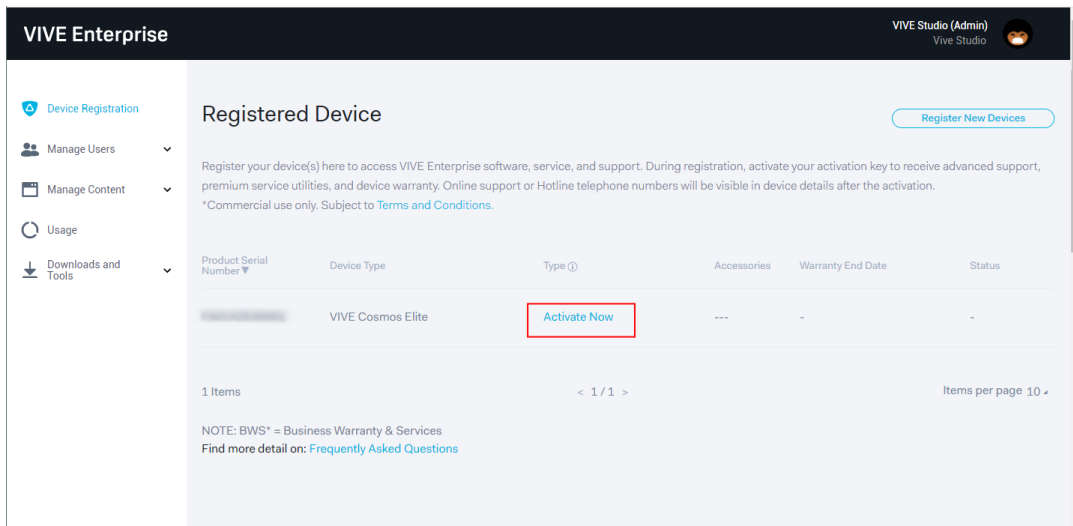 VIVE Enterprise
VIVE Studio (Admin)
Vive Studio
Device Registration
Manage Users
Manage Content
Usage
Downloads and
Tools
Registered Device
Register New Devices
Register your device(s) here to access VIVE Enterprise software, service, and support. During registration, activate your activation key to receive advanced support,
premium service utilities, and device warranty. Online support or Hotline telephone numbers will be visible in device details after the activation.
*Commercial use only. Subject to Terms and Conditions.
Product Serial
Number▼ Device Type Type ⓘ Accessories Warranty End Date Status
VIVE Cosmos Elite Activate Now --- - -
1 Items < 1 / 1 > Items per page 10
NOTE: BWS* = Business Warranty & Services
Find more detail on: Frequently Asked Questions